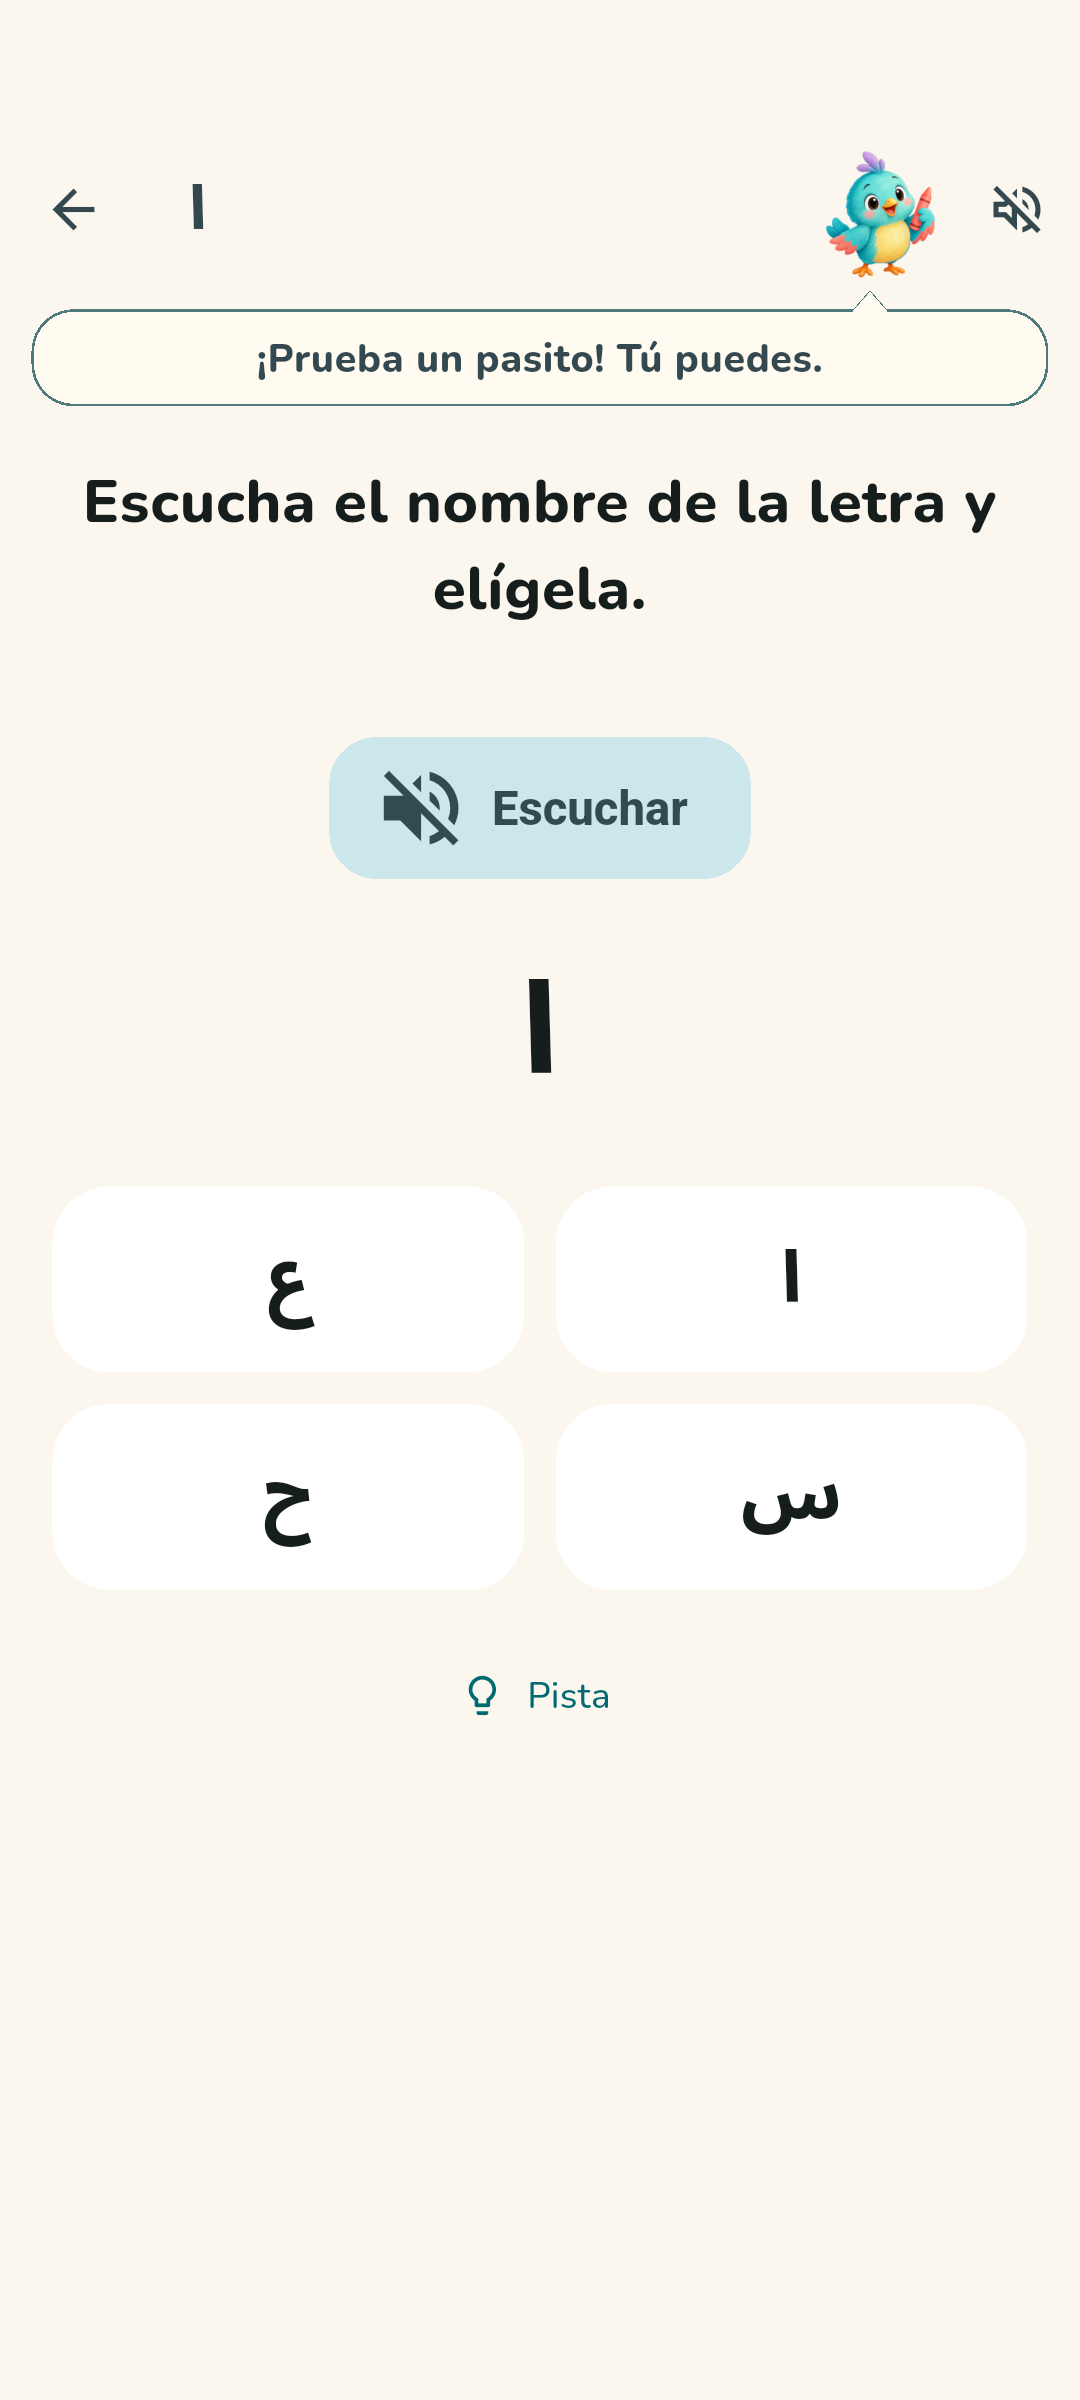 ا
¡Prueba un pasito! Tú puedes.
Escucha el nombre de la letra y
elígela.
Escuchar
ا
ع
ا
ح
س
Pista